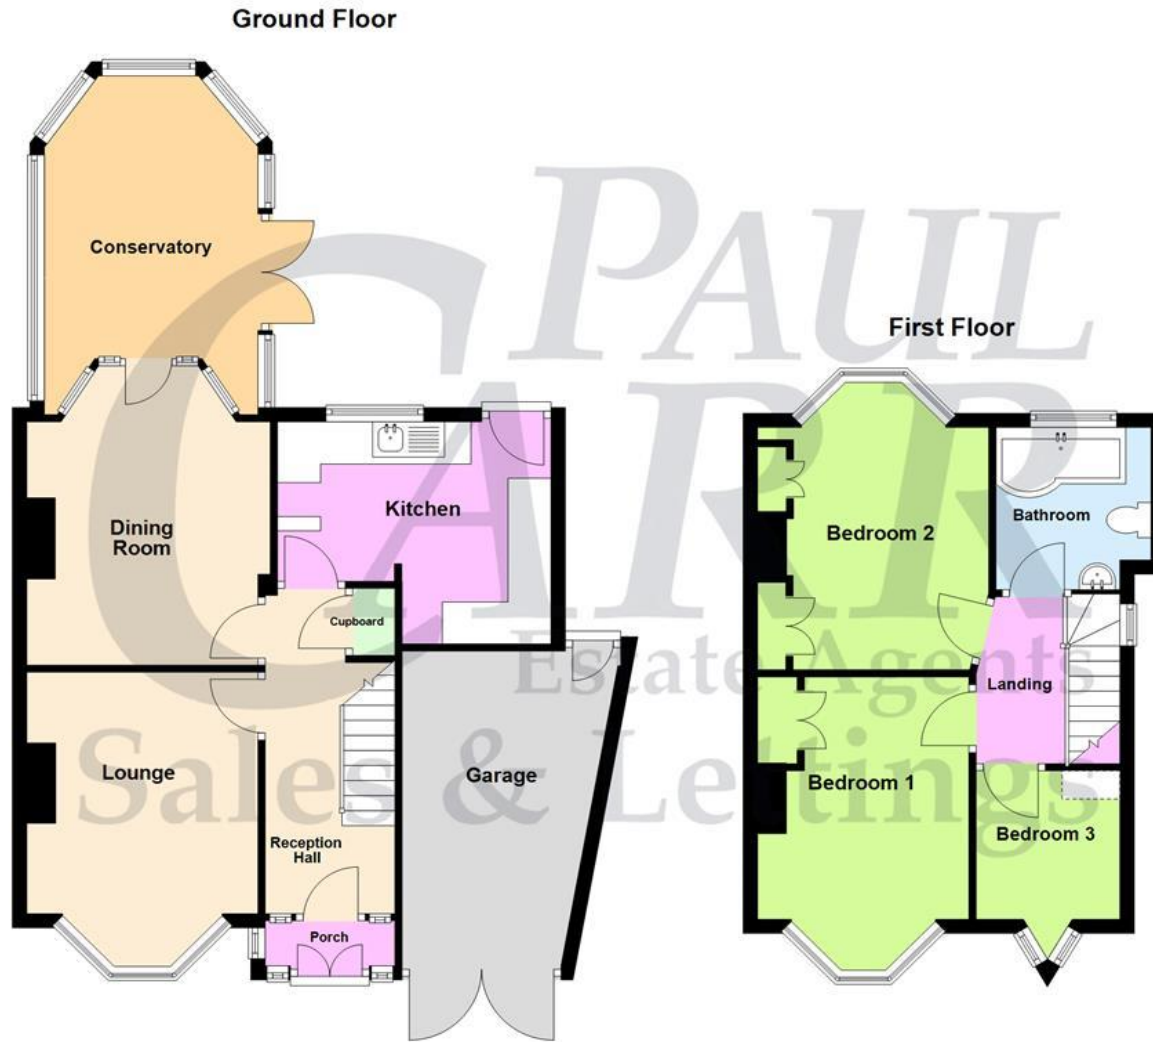 Ground Floor
Conservatory
Dining
Room
Kitchen
Cupboard
Lounge
Garage
Reception
Hall
Porch
First Floor
Bedroom 2
Bathroom
Landing
Bedroom 1
Bedroom 3
PAUL
CARR
Estate Agents
Sales & Lettings